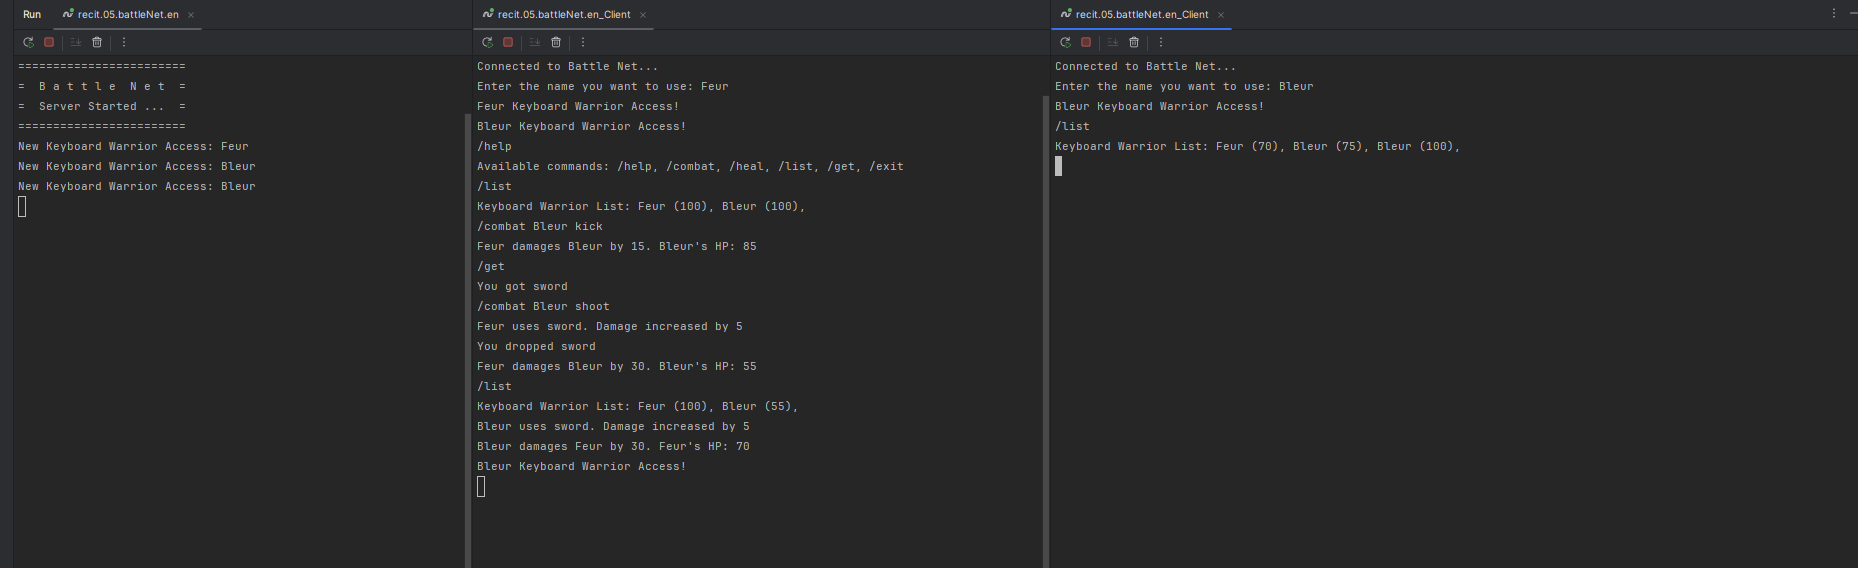 Run
recit.05.battleNet.en
========================
=  B a t t l e  N e t  =
=  Server Started ...  =
========================
New Keyboard Warrior Access: Feur
New Keyboard Warrior Access: Bleur
New Keyboard Warrior Access: Bleur
recit.05.battleNet.en_Client
Connected to Battle Net...
Enter the name you want to use: Feur
Feur Keyboard Warrior Access!
Bleur Keyboard Warrior Access!
/help
Available commands: /help, /combat, /heal, /list, /get, /exit
/list
Keyboard Warrior List: Feur (100), Bleur (100),
/combat Bleur kick
Feur damages Bleur by 15. Bleur's HP: 85
/get
You got sword
/combat Bleur shoot
Feur uses sword. Damage increased by 5
You dropped sword
Feur damages Bleur by 30. Bleur's HP: 55
/list
Keyboard Warrior List: Feur (100), Bleur (55),
Bleur uses sword. Damage increased by 5
Bleur damages Feur by 30. Feur's HP: 70
Bleur Keyboard Warrior Access!
recit.05.battleNet.en_Client
Connected to Battle Net...
Enter the name you want to use: Bleur
Bleur Keyboard Warrior Access!
/list
Keyboard Warrior List: Feur (70), Bleur (75), Bleur (100),